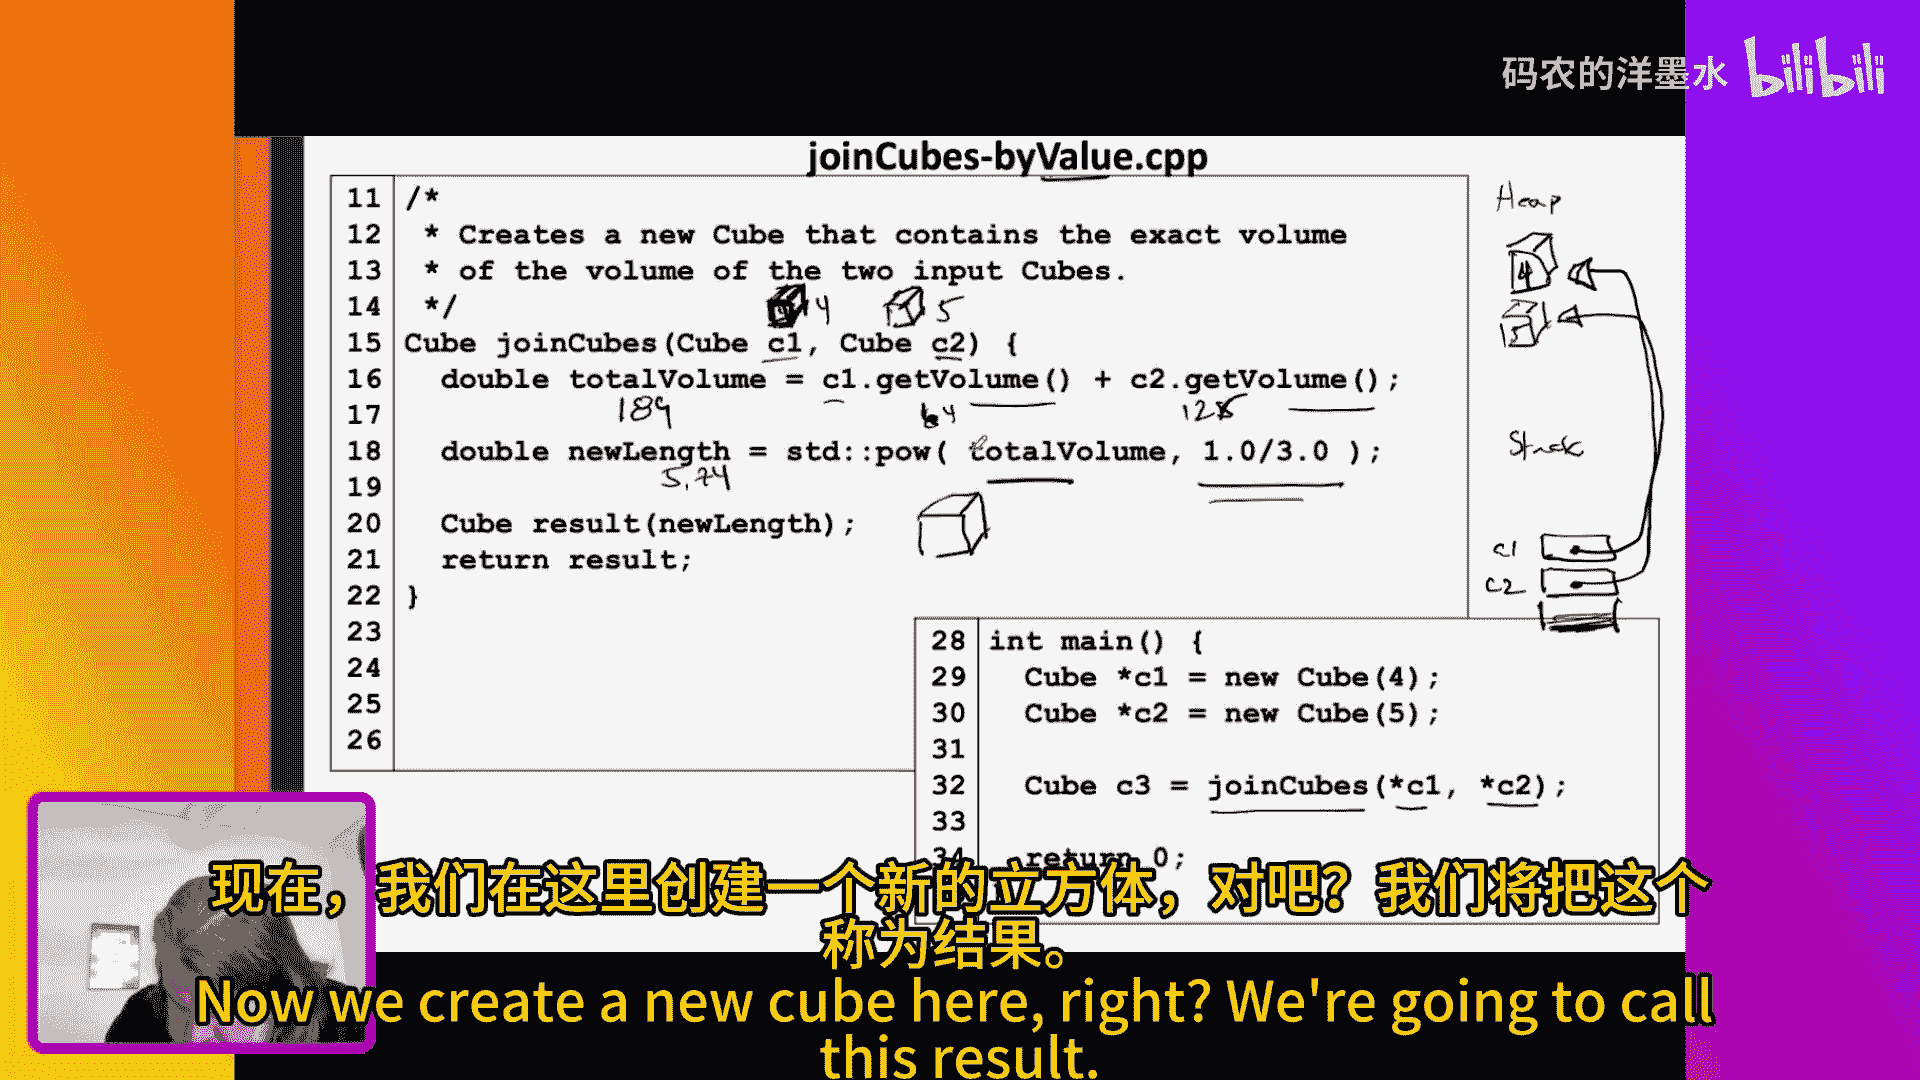 码农的洋墨水 bilibili
joinCubes-byValue.cpp
11 /*
12 * Creates a new Cube that contains the exact volume
13 * of the volume of the two input Cubes.
14 */
4 5
15 Cube joinCubes(Cube c1, Cube c2) {
16 double totalVolume = c1.getVolume() + c2.getVolume();
17
189 64 125
18 double newLength = std::pow( totalVolume, 1.0/3.0 );
19
5.74
20 Cube result(newLength);
21 return result;
22 }
23
24
25
26
Heap
4
5
Stack
c1
c2
28 int main() {
29 Cube *c1 = new Cube(4);
30 Cube *c2 = new Cube(5);
31
32 Cube c3 = joinCubes(*c1, *c2);
33
34 return 0;
现在，我们在这里创建一个新的立方体，对吧？我们将把这个
称为结果。
Now we create a new cube here, right? We're going to call
this result.